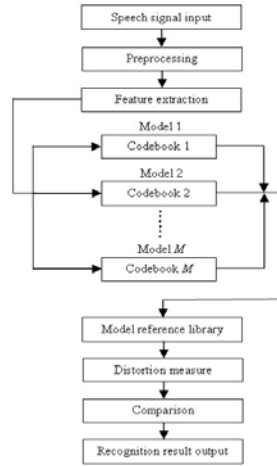 Speech signal input
Preprocessing
Feature extraction
Model 1
Codebook 1
Model 2
Codebook 2
Model M
Codebook M
Model reference library
Distortion measure
Comparison
Recognition result output